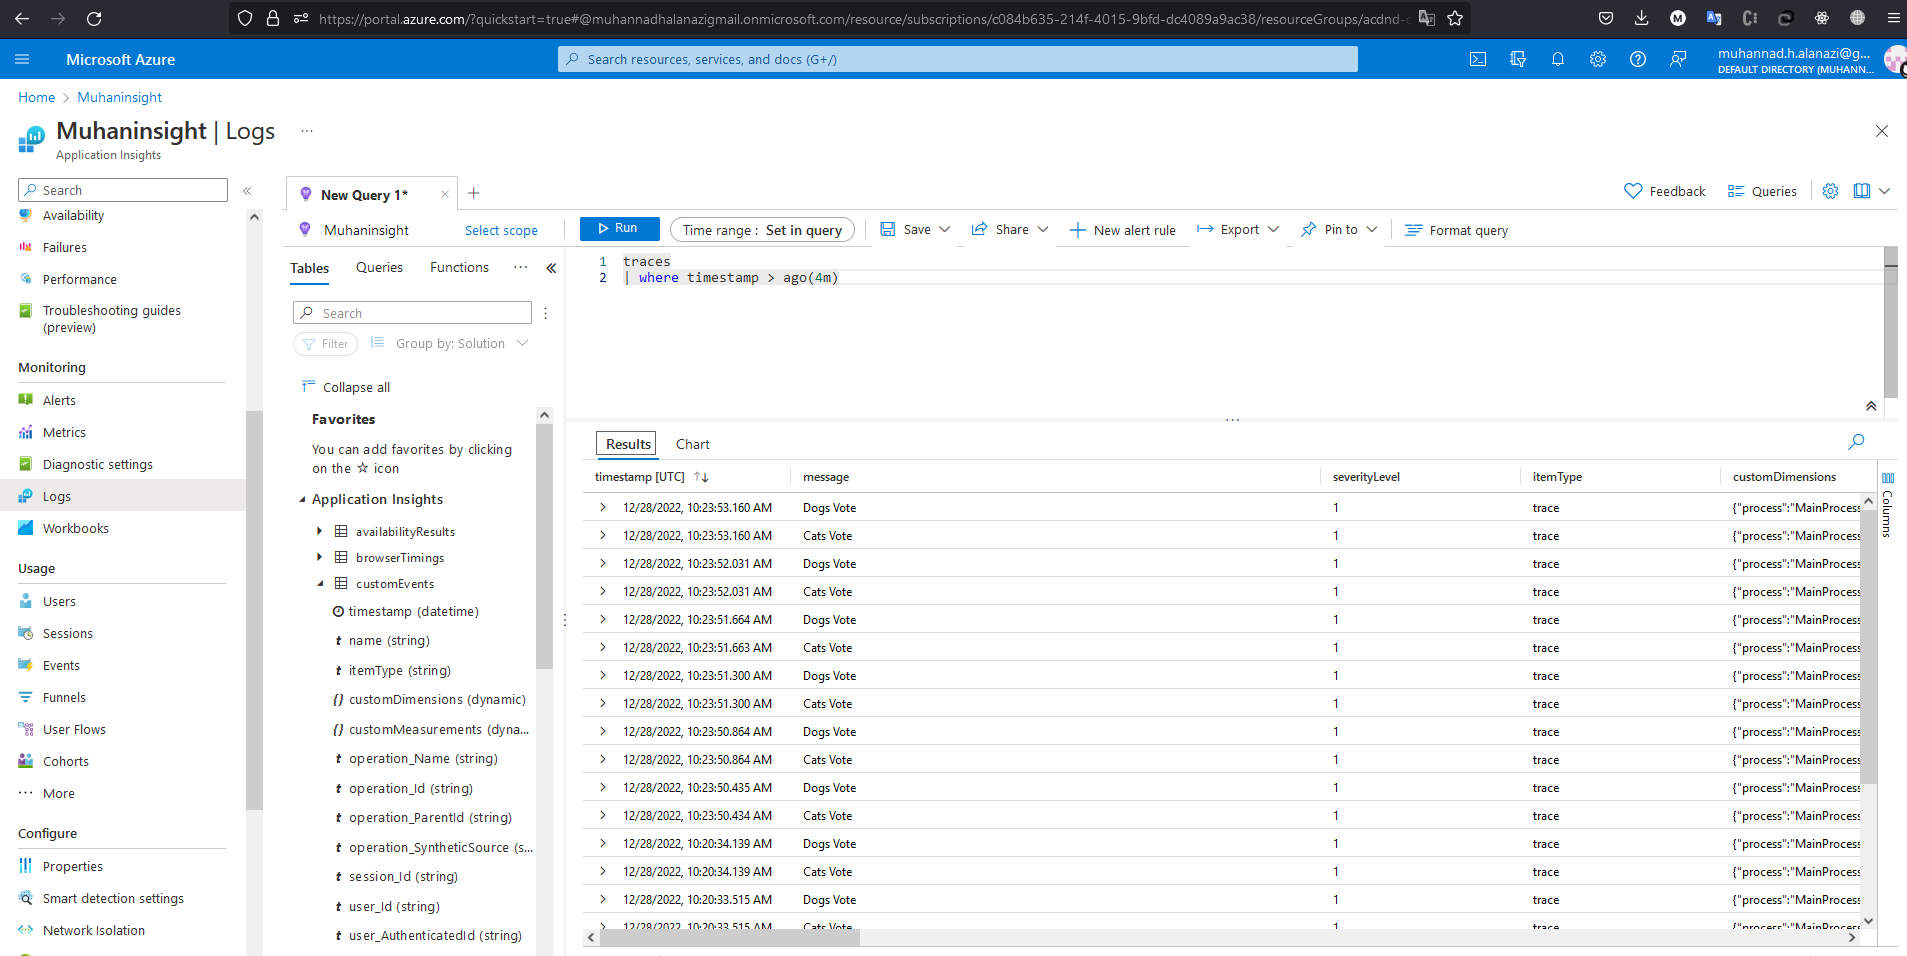 https://portal.azure.com/?quickstart=true#@muhannadhalanazigmail.onmicrosoft.com/resource/subscriptions/c084b635-214f-4015-9bfd-dc4089a9ac38/resourceGroups/acdnd-c
Microsoft Azure
Search resources, services, and docs (G+/)
muhannad.h.alanazi@g...
DEFAULT DIRECTORY (MUHANN...
Home > Muhaninsight
Muhaninsight | Logs ...
Application Insights
Search
«
Availability
Failures
Performance
Troubleshooting guides
(preview)
Monitoring
Alerts
Metrics
Diagnostic settings
Logs
Workbooks
Usage
Users
Sessions
Events
Funnels
User Flows
Cohorts
More
Configure
Properties
Smart detection settings
Network Isolation
New Query 1*
Feedback
Queries
Muhaninsight
Select scope
Run
Time range : Set in query
Save
Share
New alert rule
Export
Pin to
Format query
Tables
Queries
Functions
...
«
Search
Filter
Group by: Solution
Collapse all
Favorites
You can add favorites by clicking
on the ☆ icon
Application Insights
availabilityResults
browserTimings
customEvents
timestamp (datetime)
t name (string)
t itemType (string)
{} customDimensions (dynamic)
{} customMeasurements (dyna...
t operation_Name (string)
t operation_Id (string)
t operation_ParentId (string)
t operation_SyntheticSource (s...
t session_Id (string)
t user_Id (string)
t user_AuthenticatedId (string)
1 traces
2 | where timestamp > ago(4m)
Results
Chart
timestamp [UTC] message severityLevel itemType customDimensions
12/28/2022, 10:23:53.160 AM Dogs Vote 1 trace {"process":"MainProcess
12/28/2022, 10:23:53.160 AM Cats Vote 1 trace {"process":"MainProcess
12/28/2022, 10:23:52.031 AM Dogs Vote 1 trace {"process":"MainProcess
12/28/2022, 10:23:52.031 AM Cats Vote 1 trace {"process":"MainProcess
12/28/2022, 10:23:51.664 AM Dogs Vote 1 trace {"process":"MainProcess
12/28/2022, 10:23:51.663 AM Cats Vote 1 trace {"process":"MainProcess
12/28/2022, 10:23:51.300 AM Dogs Vote 1 trace {"process":"MainProcess
12/28/2022, 10:23:51.300 AM Cats Vote 1 trace {"process":"MainProcess
12/28/2022, 10:23:50.864 AM Dogs Vote 1 trace {"process":"MainProcess
12/28/2022, 10:23:50.864 AM Cats Vote 1 trace {"process":"MainProcess
12/28/2022, 10:23:50.435 AM Dogs Vote 1 trace {"process":"MainProcess
12/28/2022, 10:23:50.434 AM Cats Vote 1 trace {"process":"MainProcess
12/28/2022, 10:20:34.139 AM Dogs Vote 1 trace {"process":"MainProcess
12/28/2022, 10:20:34.139 AM Cats Vote 1 trace {"process":"MainProcess
12/28/2022, 10:20:33.515 AM Dogs Vote 1 trace {"process":"MainProcess
12/28/2022, 10:20:33.515 AM Cats Vote 1 trace {"process":"MainProcess
Columns